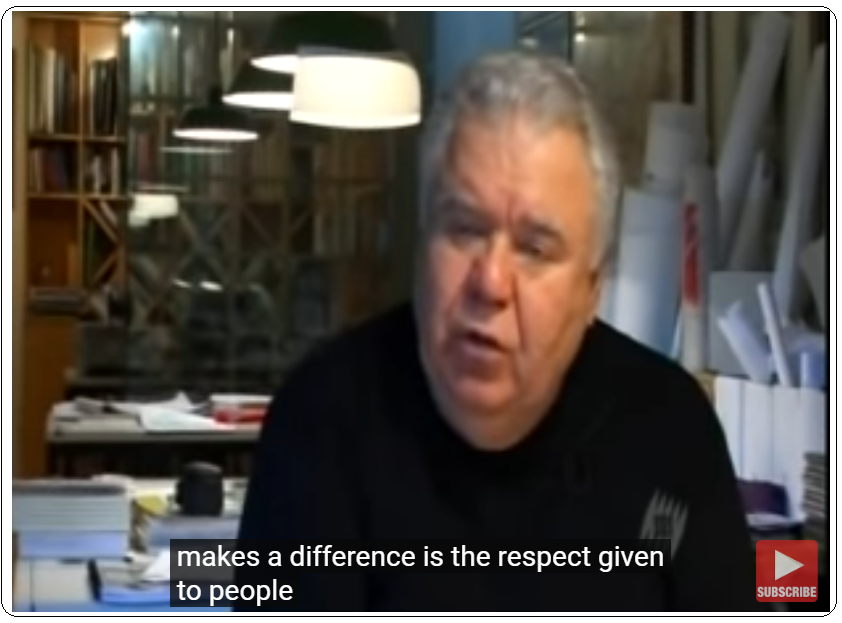 makes a difference is the respect given
to people
SUBSCRIBE